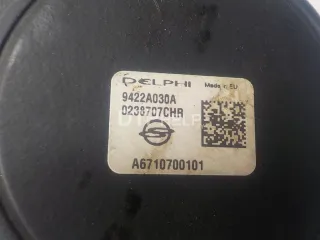 DELPHI Made in EU
9422A030A
0238707CHR
A6710700101